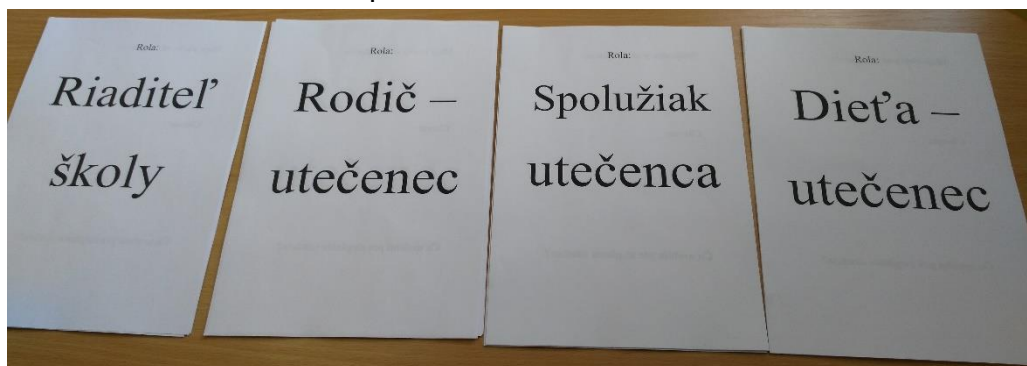 Rola:
Riaditeľ
školy
Rola:
Rodič –
utečenec
Rola:
Spolužiak
utečenca
Rola:
Dieťa –
utečenec